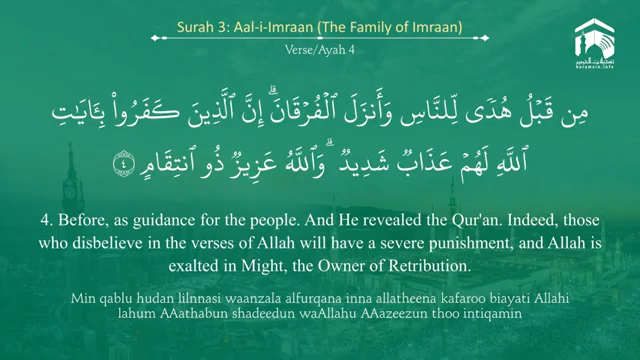 Surah 3: Aal-i-Imraan (The Family of Imraan)
Verse/Ayah 4
مِن قَبْلُ هُدًى لِّلنَّاسِ وَأَنزَلَ ٱلْفُرْقَانَ ۗ إِنَّ ٱلَّذِينَ كَفَرُوا۟ بِـَٔايَـٰتِ
ٱللَّهِ لَهُمْ عَذَابٌ شَدِيدٌ ۗ وَٱللَّهُ عَزِيزٌ ذُو ٱنتِقَامٍ ٤
4. Before, as guidance for the people. And He revealed the Qur'an. Indeed, those
who disbelieve in the verses of Allah will have a severe punishment, and Allah is
exalted in Might, the Owner of Retribution.
Min qablu hudan lilnnasi waanzala alfurqana inna allatheena kafaroo biayati Allahi
lahum AAathabun shadeedun waAllahu AAazeezun thoo intiqamin